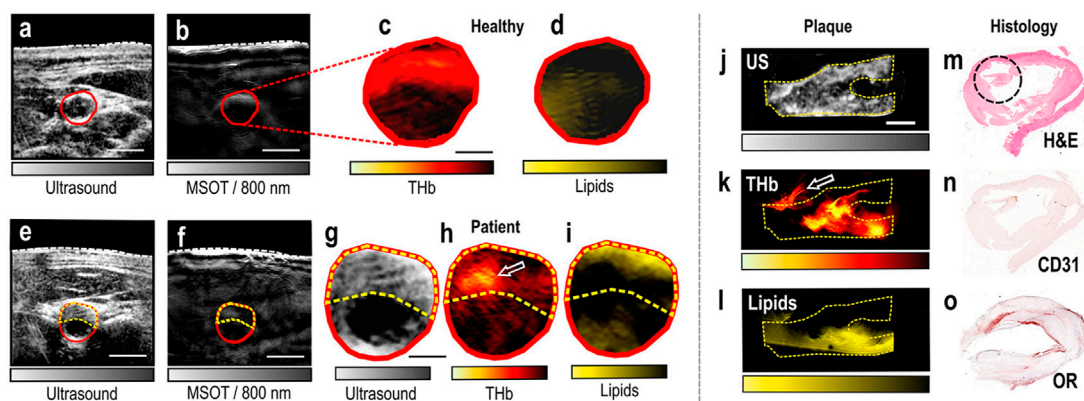 a
b
c
Healthy
d
Ultrasound
MSOT / 800 nm
THb
Lipids
e
f
g
h
Patient
i
Ultrasound
MSOT / 800 nm
Ultrasound
THb
Lipids
Plaque
Histology
j
US
m
H&E
k
THb
n
CD31
l
Lipids
o
OR